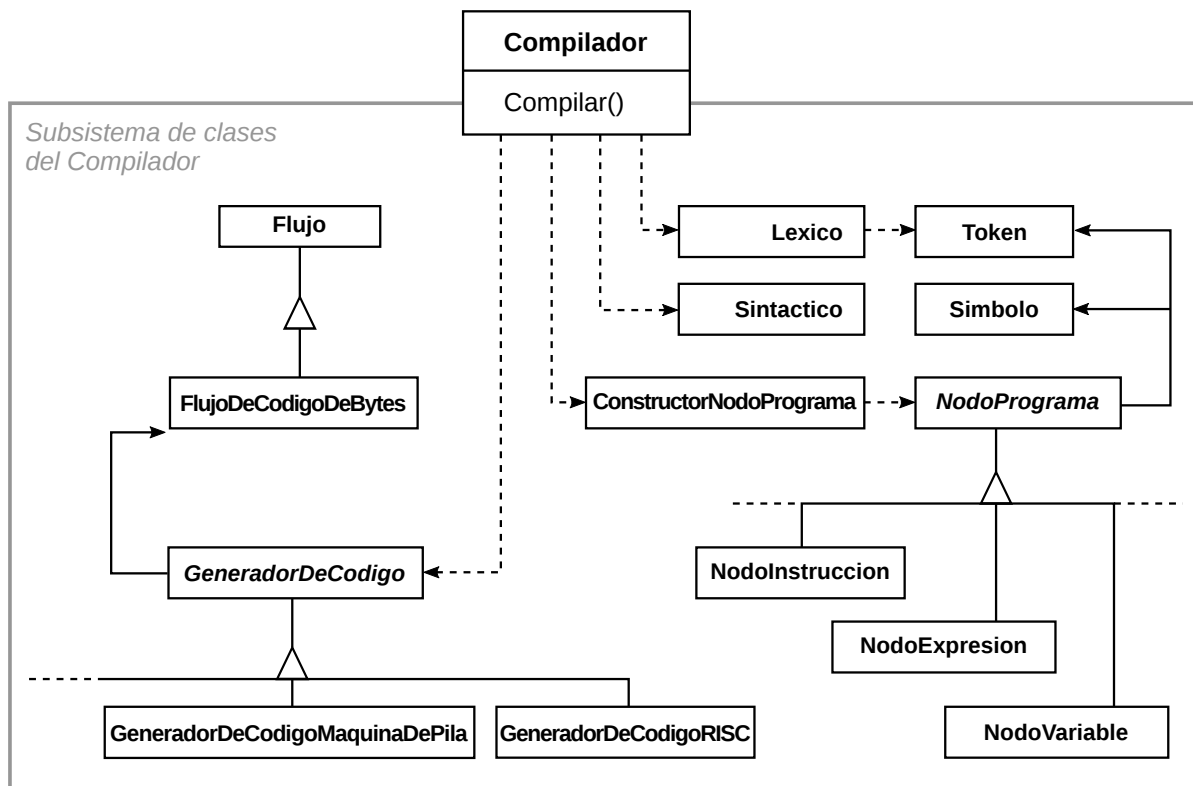 Compilador
Compilar()
Subsistema de clases
del Compilador
Flujo
Lexico
Token
Sintactico
Simbolo
FlujoDeCodigoDeBytes
ConstructorNodoPrograma
NodoPrograma
GeneradorDeCodigo
NodoInstruccion
NodoExpresion
GeneradorDeCodigoMaquinaDePila
GeneradorDeCodigoRISC
NodoVariable